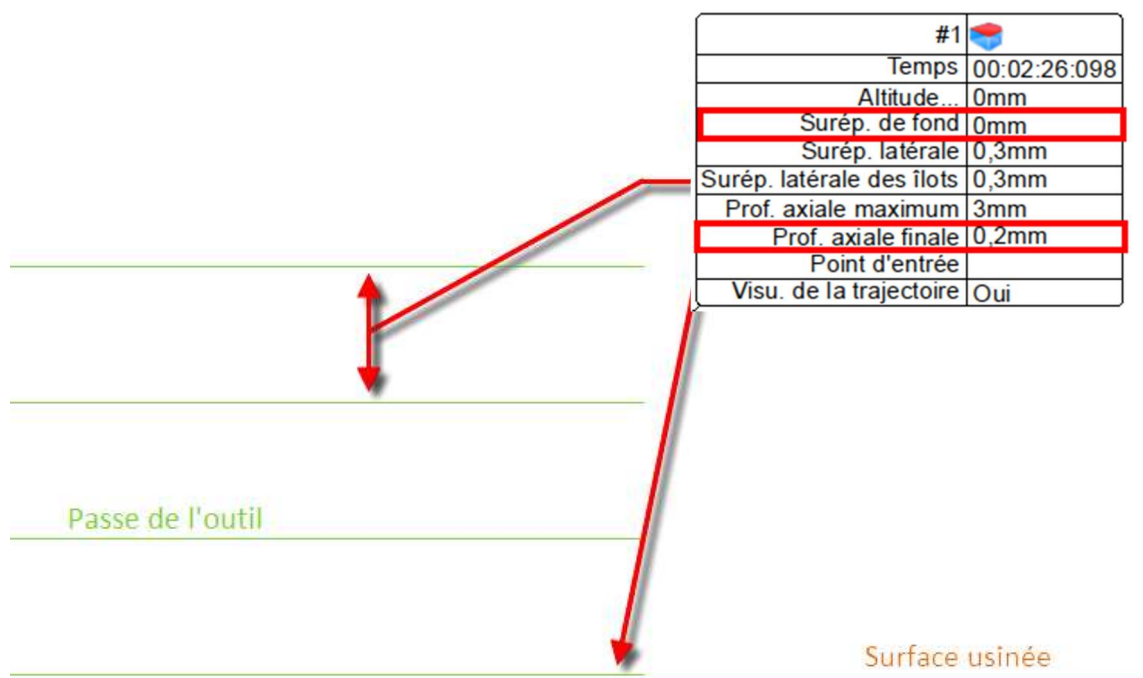 #1
Temps 00:02:26:098
Altitude... 0mm
Surép. de fond 0mm
Surép. latérale 0,3mm
Surép. latérale des îlots 0,3mm
Prof. axiale maximum 3mm
Prof. axiale finale 0,2mm
Point d'entrée
Visu. de la trajectoire Oui
Passe de l'outil
Surface usinée